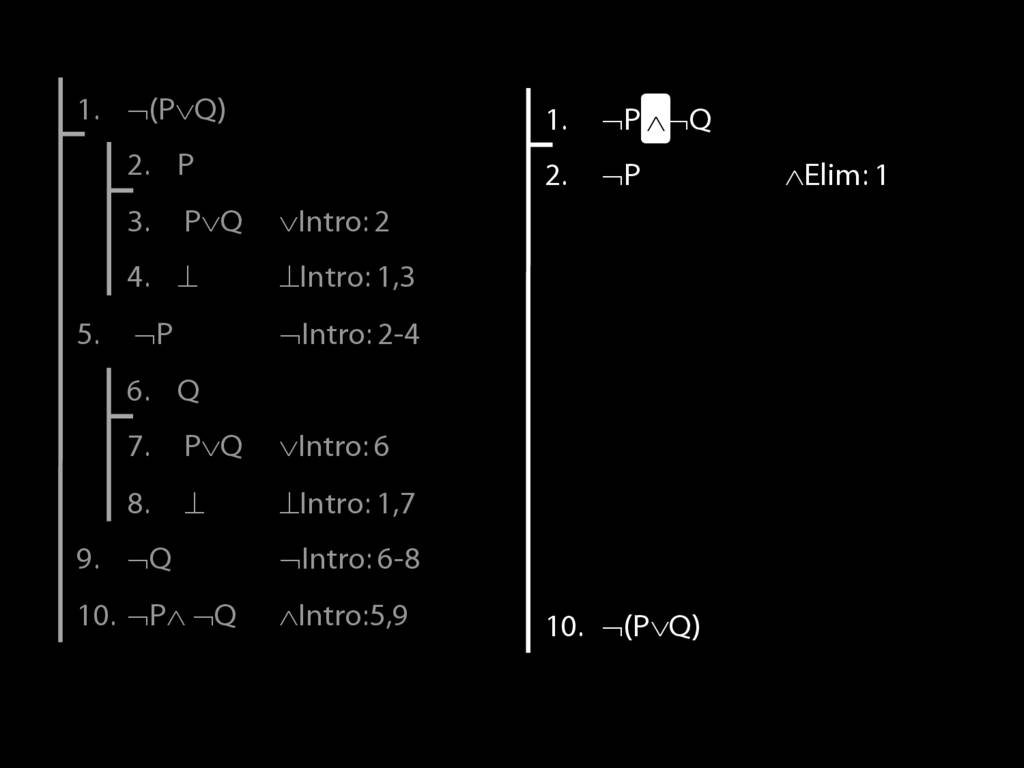 1. ¬(P∨Q)
2. P
3. P∨Q ∨Intro: 2
4. ⊥ ⊥Intro: 1,3
5. ¬P ¬Intro: 2-4
6. Q
7. P∨Q ∨Intro: 6
8. ⊥ ⊥Intro: 1,7
9. ¬Q ¬Intro: 6-8
10. ¬P∧ ¬Q ∧Intro:5,9
1. ¬P∧¬Q
2. ¬P ∧Elim: 1
10. ¬(P∨Q)